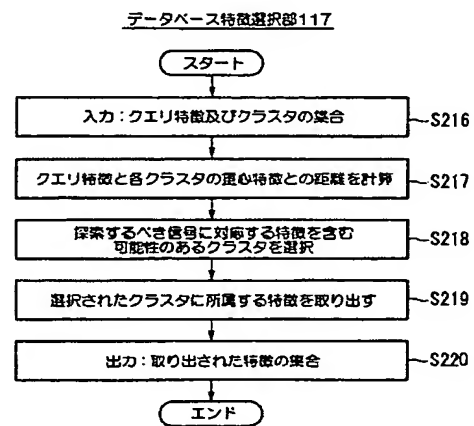 データベース特徴選択部117
スタート
入力：クエリ特徴及びクラスタの集合
S216
クエリ特徴と各クラスタの重心特徴との距離を計算
S217
探索するべき信号に対応する特徴を含む
可能性のあるクラスタを選択
S218
選択されたクラスタに所属する特徴を取り出す
S219
出力：取り出された特徴の集合
S220
エンド